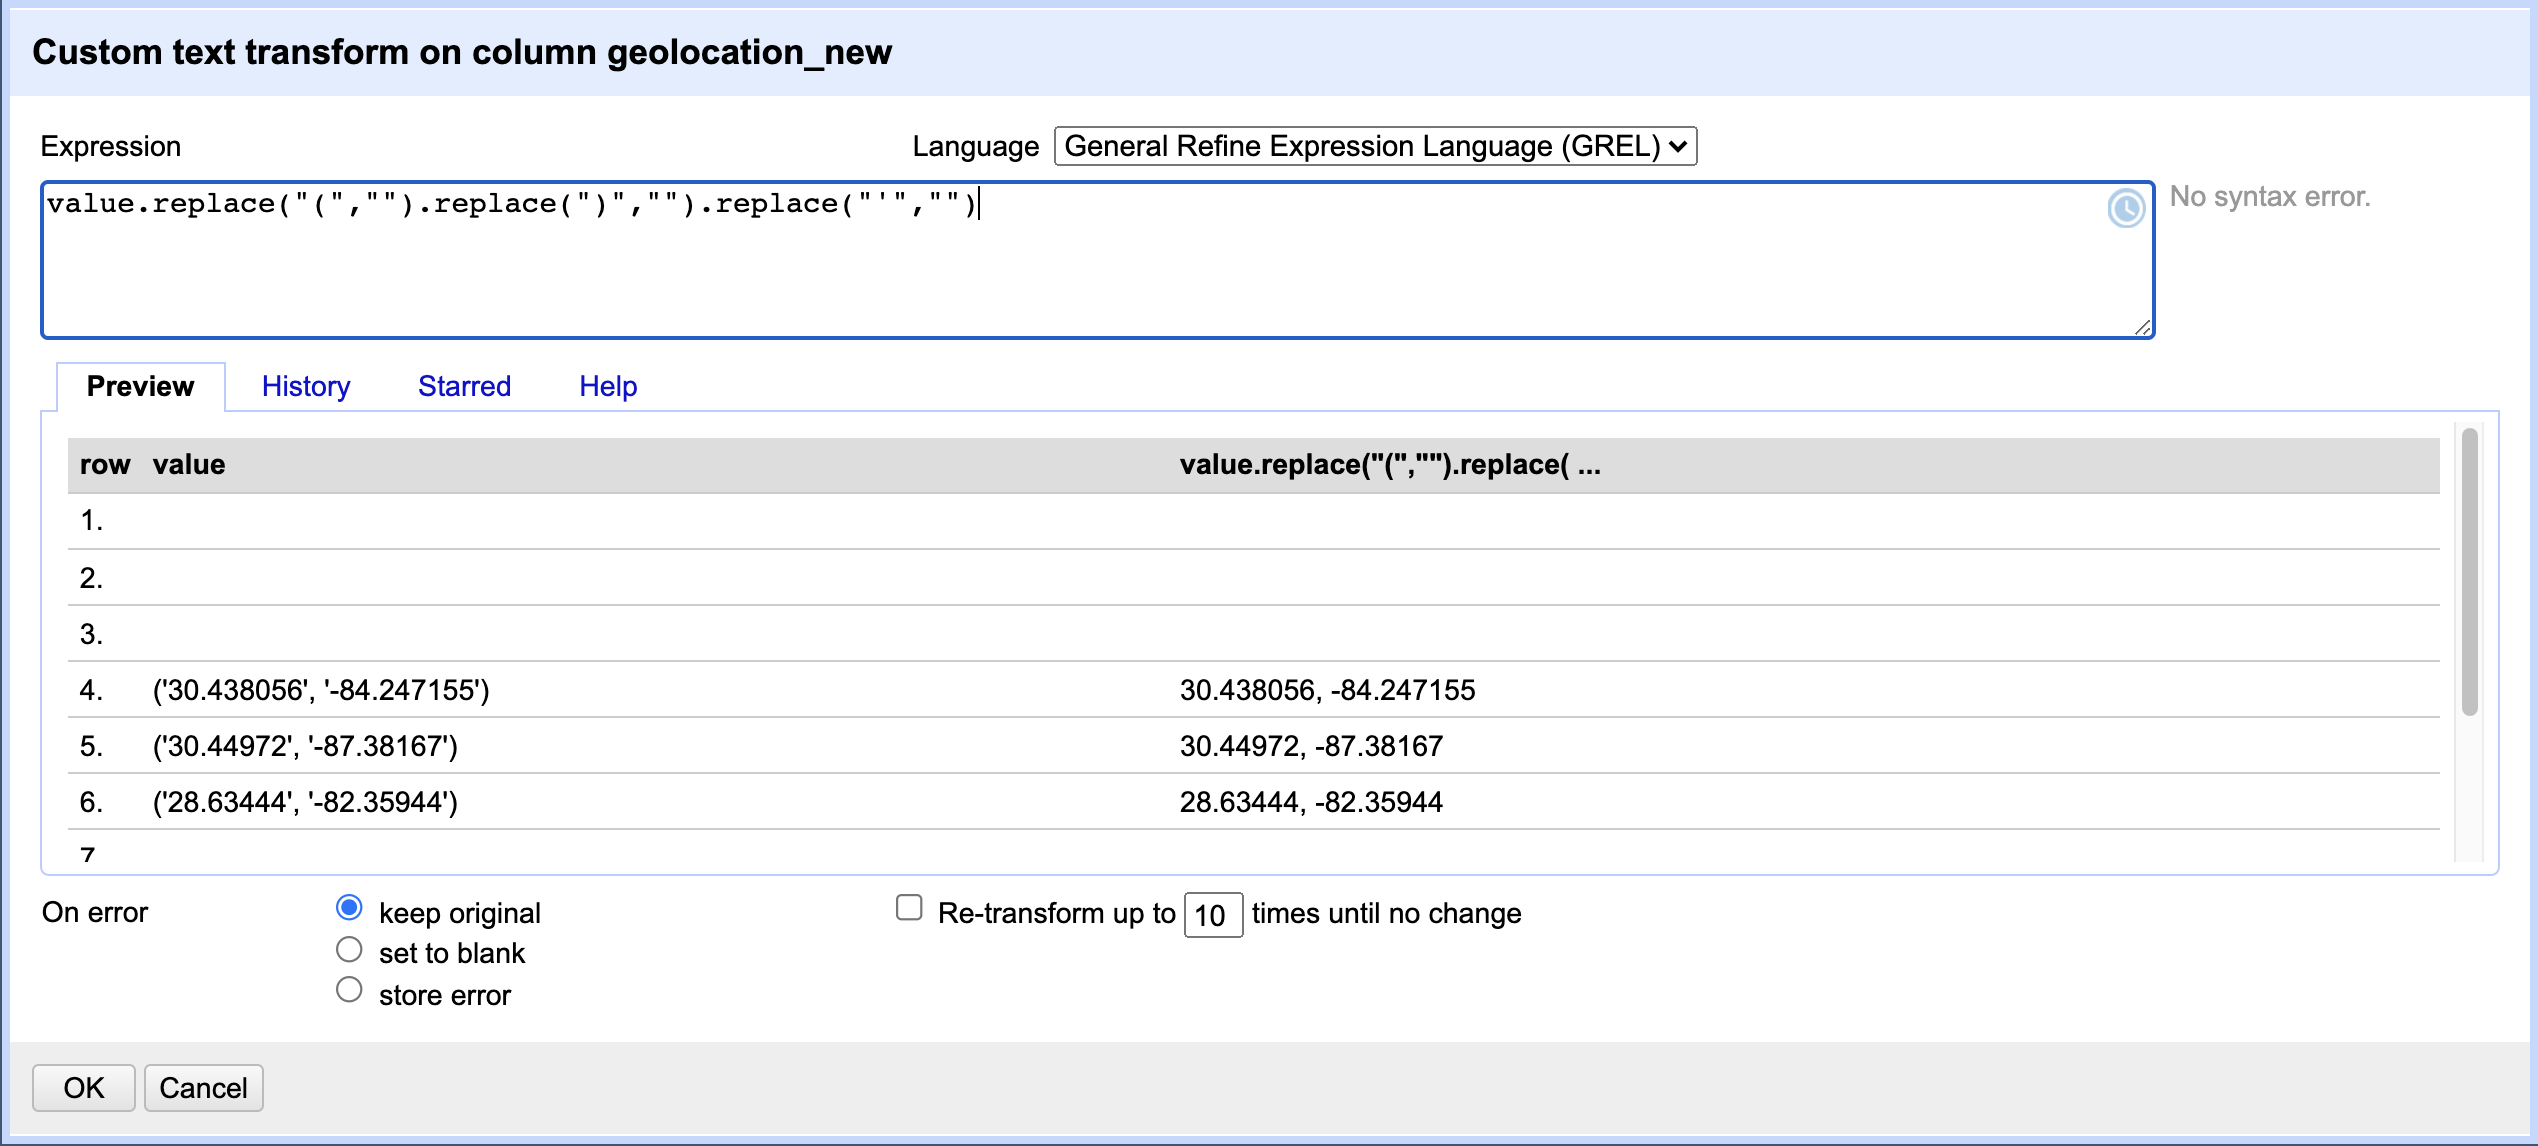 Custom text transform on column geolocation_new
Expression Language General Refine Expression Language (GREL)
value.replace("(","").replace(")","").replace("'","") No syntax error.
Preview History Starred Help
row value value.replace("(","").replace( ...
1.
2.
3.
4. ('30.438056', '-84.247155') 30.438056, -84.247155
5. ('30.44972', '-87.38167') 30.44972, -87.38167
6. ('28.63444', '-82.35944') 28.63444, -82.35944
7
On error keep original Re-transform up to 10 times until no change
set to blank
store error
OK Cancel